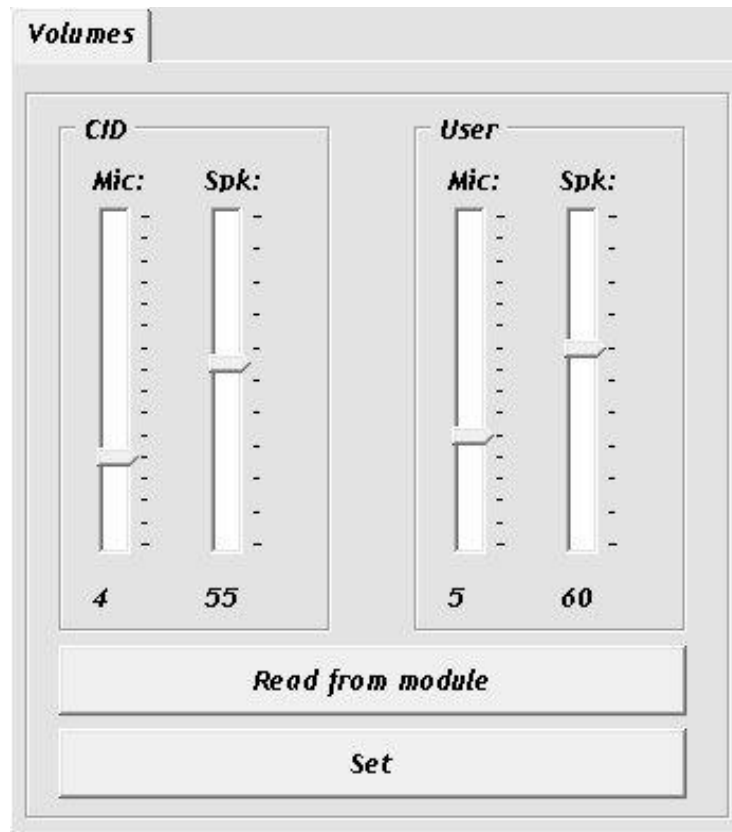 Volumes
CID
User
Mic: Spk:
Mic: Spk:
4 55
5 60
Read from module
Set